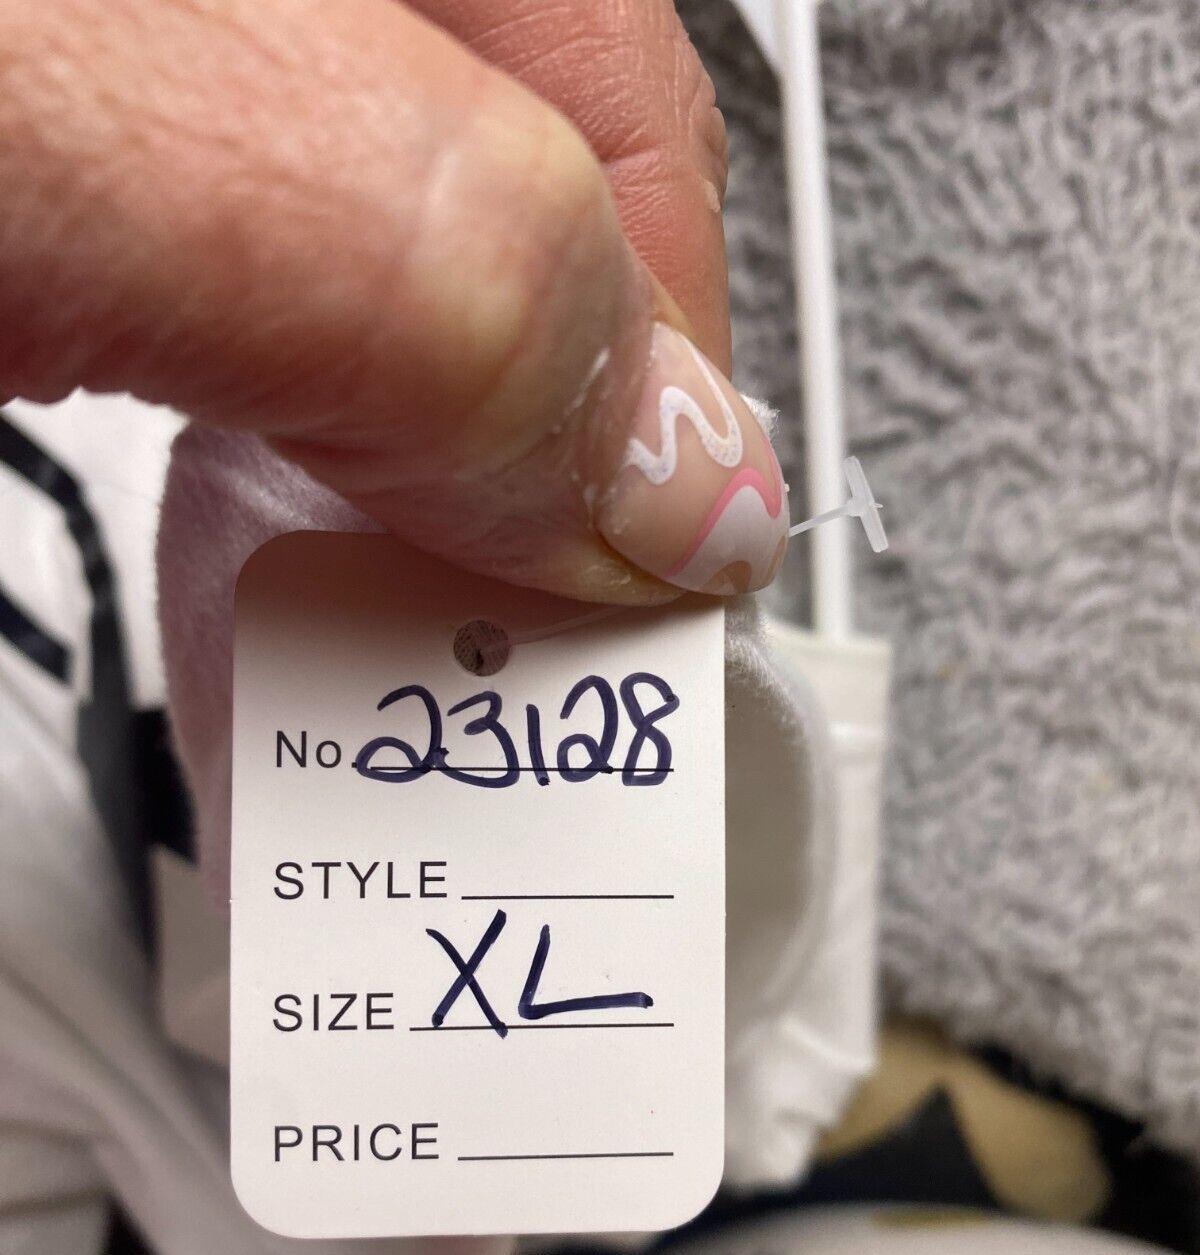 No. 23128
STYLE
SIZE XL
PRICE